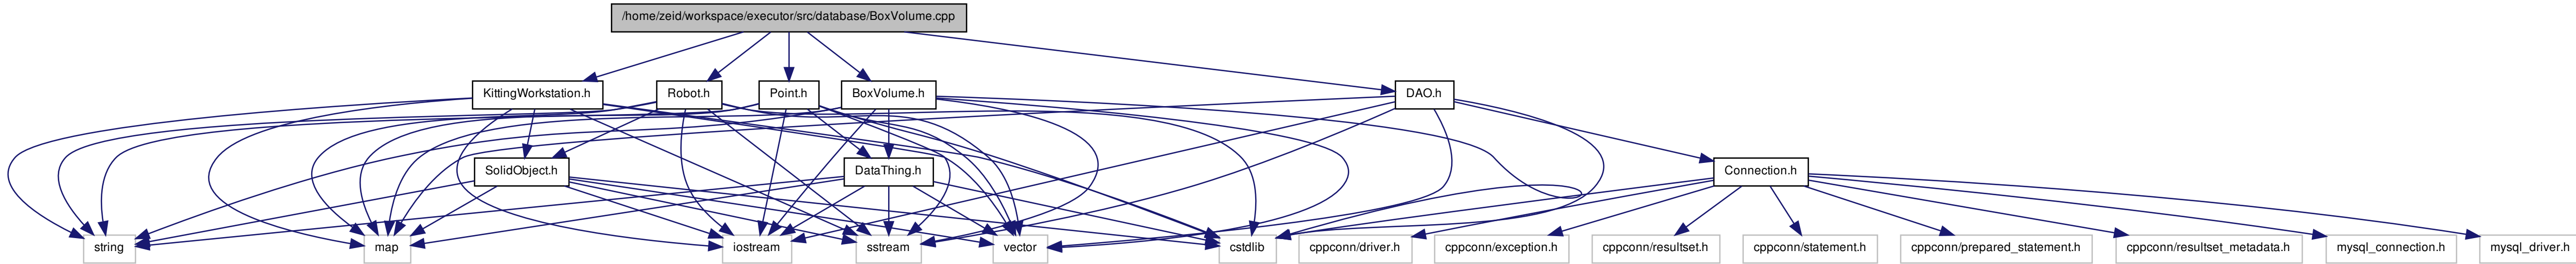 /home/zeid/workspace/executor/src/database/BoxVolume.cpp
KittingWorkstation.h
Robot.h
Point.h
BoxVolume.h
DAO.h
SolidObject.h
DataThing.h
Connection.h
string
map
iostream
sstream
vector
cstdlib
cppconn/driver.h
cppconn/exception.h
cppconn/resultset.h
cppconn/statement.h
cppconn/prepared_statement.h
cppconn/resultset_metadata.h
mysql_connection.h
mysql_driver.h